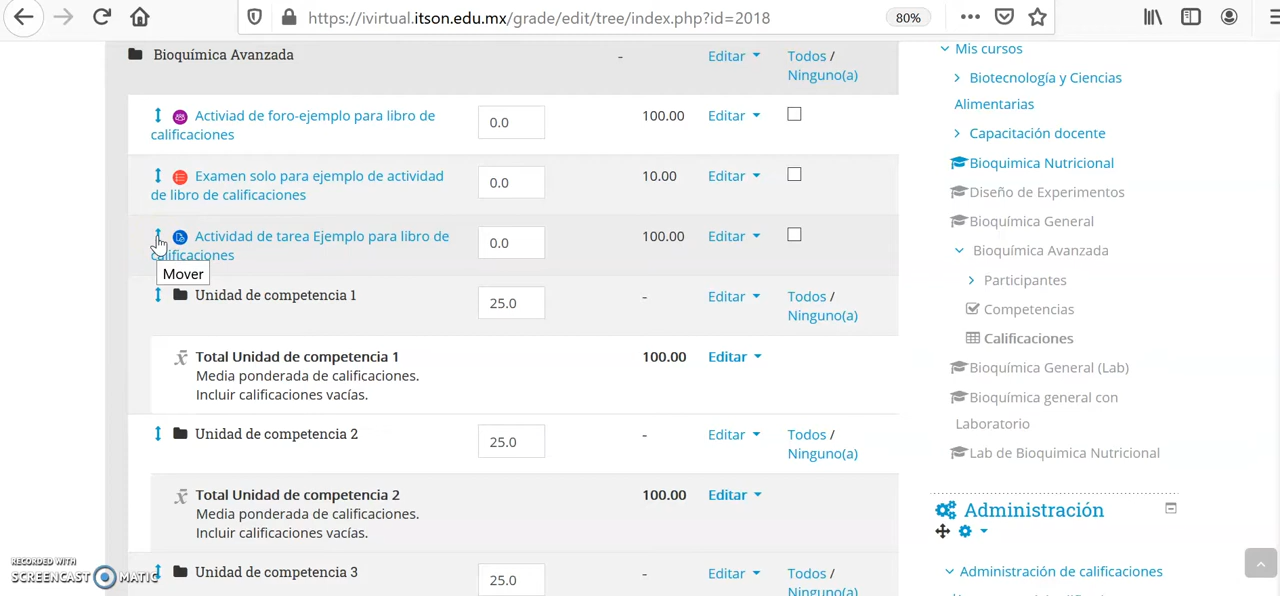 https://ivirtual.itson.edu.mx/grade/edit/tree/index.php?id=2018
80%
Bioquímica Avanzada
-
Editar
Todos /
Ninguno(a)
Activiad de foro-ejemplo para libro de
calificaciones
0.0
100.00
Editar
Examen solo para ejemplo de actividad
de libro de calificaciones
0.0
10.00
Editar
Actividad de tarea Ejemplo para libro de
calificaciones
0.0
100.00
Editar
Mover
Unidad de competencia 1
25.0
-
Editar
Todos /
Ninguno(a)
Total Unidad de competencia 1
Media ponderada de calificaciones.
Incluir calificaciones vacías.
100.00
Editar
Unidad de competencia 2
25.0
-
Editar
Todos /
Ninguno(a)
Total Unidad de competencia 2
Media ponderada de calificaciones.
Incluir calificaciones vacías.
100.00
Editar
Unidad de competencia 3
25.0
-
Editar
Todos /
Ninguno(a)
Mis cursos
Biotecnología y Ciencias
Alimentarias
Capacitación docente
Bioquimica Nutricional
Diseño de Experimentos
Bioquímica General
Bioquímica Avanzada
Participantes
Competencias
Calificaciones
Bioquímica General (Lab)
Bioquímica general con
Laboratorio
Lab de Bioquimica Nutricional
Administración
Administración de calificaciones
RECORDED WITH
SCREENCAST MATIC